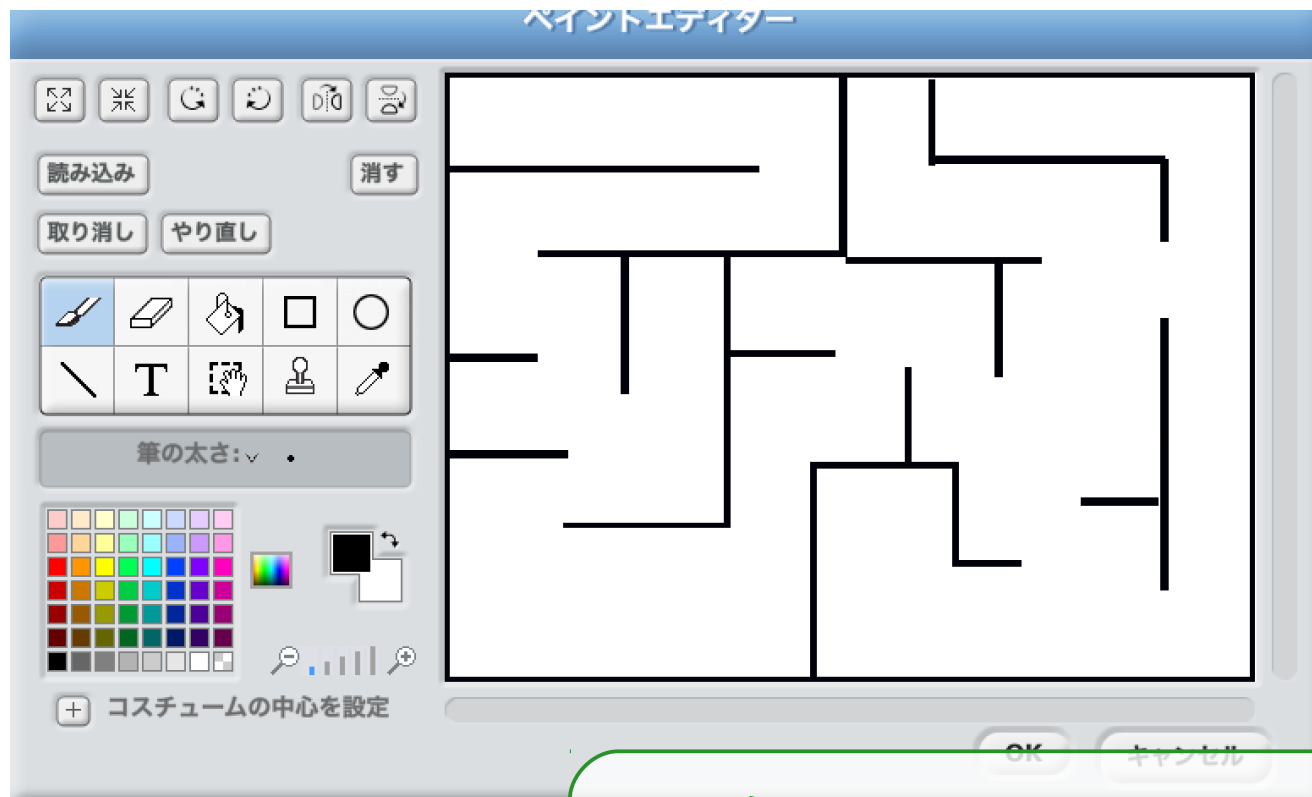 ペイントエディター
読み込み
消す
取り消し
やり直し
T
筆の太さ:
コスチュームの中心を設定
OK
キャンセル